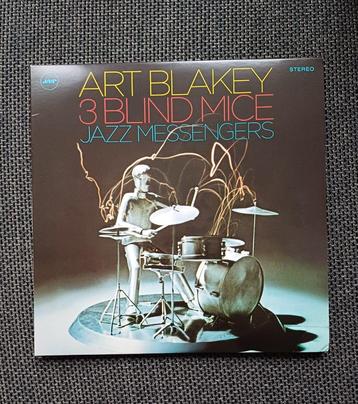 STEREO
ART BLAKEY
3 BLIND MICE
JAZZ MESSENGERS